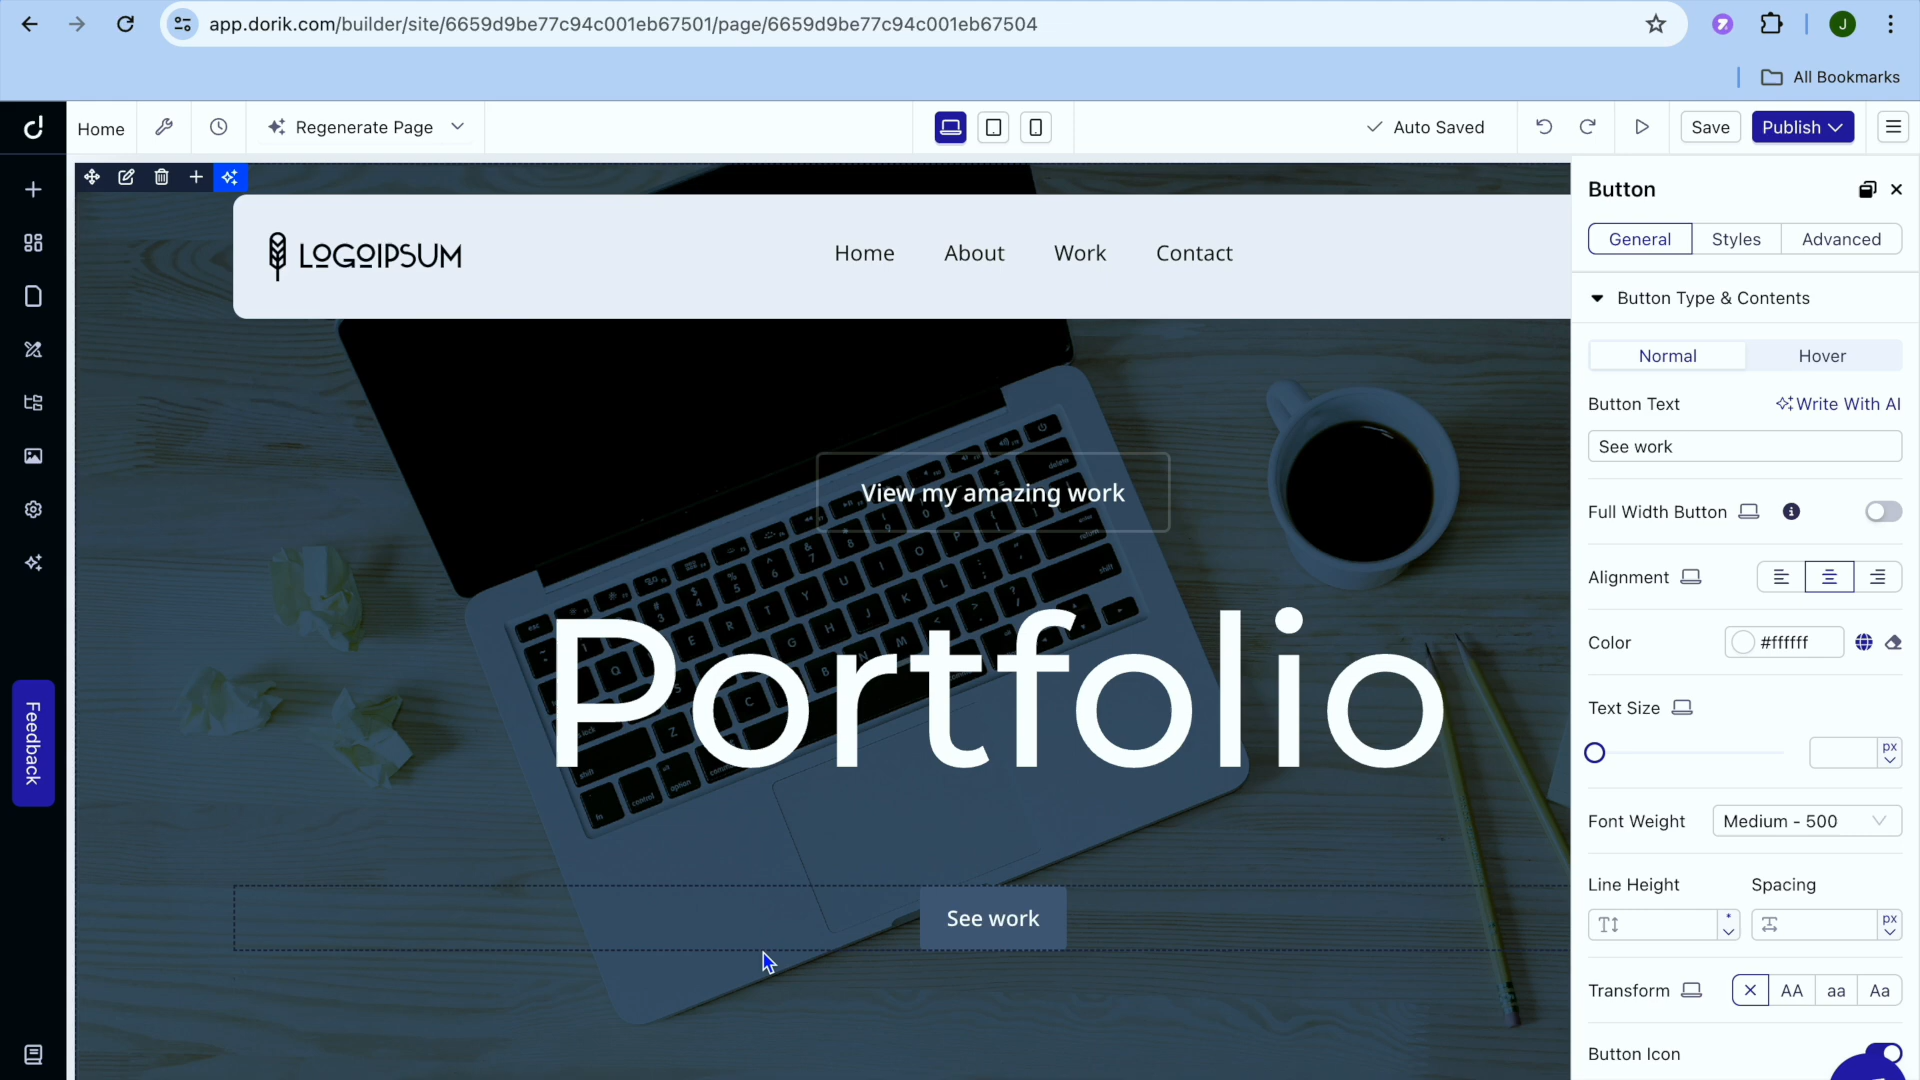 app.dorik.com/builder/site/6659d9be77c94c001eb67501/page/6659d9be77c94c001eb67504
J
All Bookmarks
Home
Regenerate Page
Auto Saved
Save
Publish
LOGOIPSUM
Home
About
Work
Contact
View my amazing work
Portfolio
See work
Feedback
Button
General
Styles
Advanced
Button Type & Contents
Normal
Hover
Button Text
Write With AI
See work
Full Width Button
Alignment
Color
#ffffff
Text Size
px
Font Weight
Medium - 500
Line Height
Spacing
px
Transform
AA
aa
Aa
Button Icon